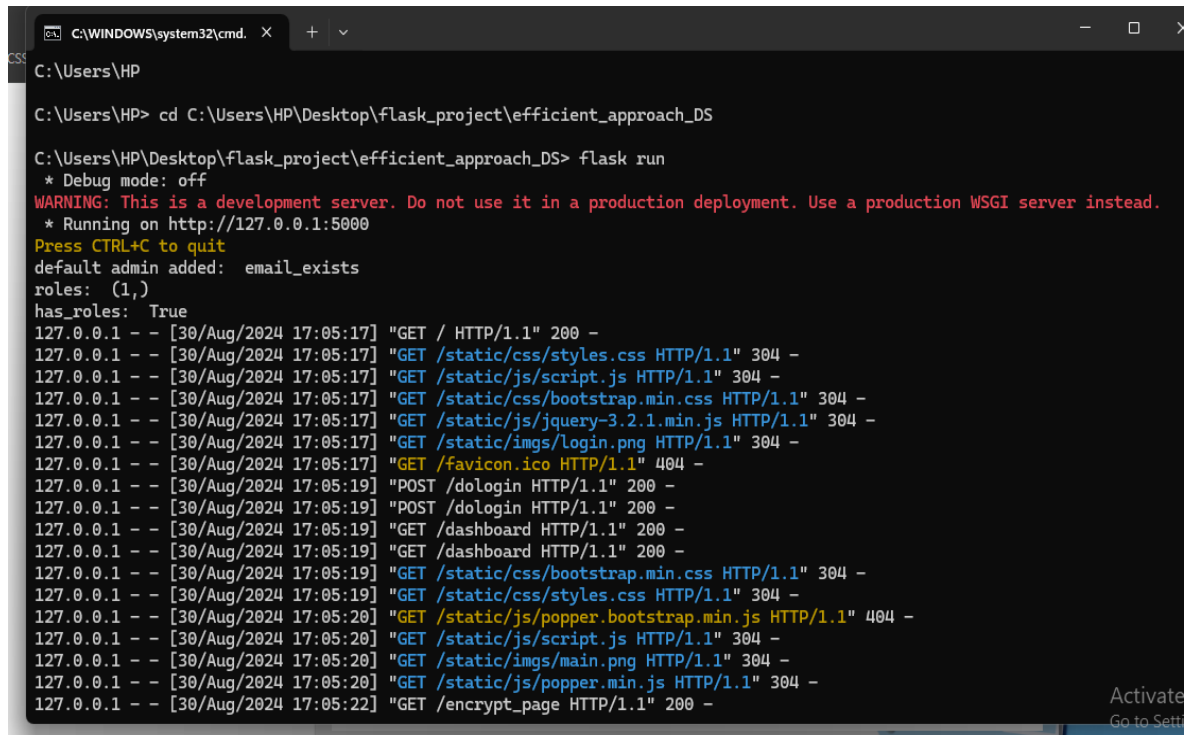 C:\WINDOWS\system32\cmd.
CSS
C:\Users\HP
C:\Users\HP> cd C:\Users\HP\Desktop\flask_project\efficient_approach_DS
C:\Users\HP\Desktop\flask_project\efficient_approach_DS> flask run
* Debug mode: off
WARNING: This is a development server. Do not use it in a production deployment. Use a production WSGI server instead.
* Running on http://127.0.0.1:5000
Press CTRL+C to quit
default admin added:  email_exists
roles:  (1,)
has_roles:  True
127.0.0.1 - - [30/Aug/2024 17:05:17] "GET / HTTP/1.1" 200 -
127.0.0.1 - - [30/Aug/2024 17:05:17] "GET /static/css/styles.css HTTP/1.1" 304 -
127.0.0.1 - - [30/Aug/2024 17:05:17] "GET /static/js/script.js HTTP/1.1" 304 -
127.0.0.1 - - [30/Aug/2024 17:05:17] "GET /static/css/bootstrap.min.css HTTP/1.1" 304 -
127.0.0.1 - - [30/Aug/2024 17:05:17] "GET /static/js/jquery-3.2.1.min.js HTTP/1.1" 304 -
127.0.0.1 - - [30/Aug/2024 17:05:17] "GET /static/imgs/login.png HTTP/1.1" 304 -
127.0.0.1 - - [30/Aug/2024 17:05:17] "GET /favicon.ico HTTP/1.1" 404 -
127.0.0.1 - - [30/Aug/2024 17:05:19] "POST /dologin HTTP/1.1" 200 -
127.0.0.1 - - [30/Aug/2024 17:05:19] "POST /dologin HTTP/1.1" 200 -
127.0.0.1 - - [30/Aug/2024 17:05:19] "GET /dashboard HTTP/1.1" 200 -
127.0.0.1 - - [30/Aug/2024 17:05:19] "GET /dashboard HTTP/1.1" 200 -
127.0.0.1 - - [30/Aug/2024 17:05:19] "GET /static/css/bootstrap.min.css HTTP/1.1" 304 -
127.0.0.1 - - [30/Aug/2024 17:05:19] "GET /static/css/styles.css HTTP/1.1" 304 -
127.0.0.1 - - [30/Aug/2024 17:05:20] "GET /static/js/popper.bootstrap.min.js HTTP/1.1" 404 -
127.0.0.1 - - [30/Aug/2024 17:05:20] "GET /static/js/script.js HTTP/1.1" 304 -
127.0.0.1 - - [30/Aug/2024 17:05:20] "GET /static/imgs/main.png HTTP/1.1" 304 -
127.0.0.1 - - [30/Aug/2024 17:05:20] "GET /static/js/popper.min.js HTTP/1.1" 304 -
127.0.0.1 - - [30/Aug/2024 17:05:22] "GET /encrypt_page HTTP/1.1" 200 -
Activate
Go to Setti